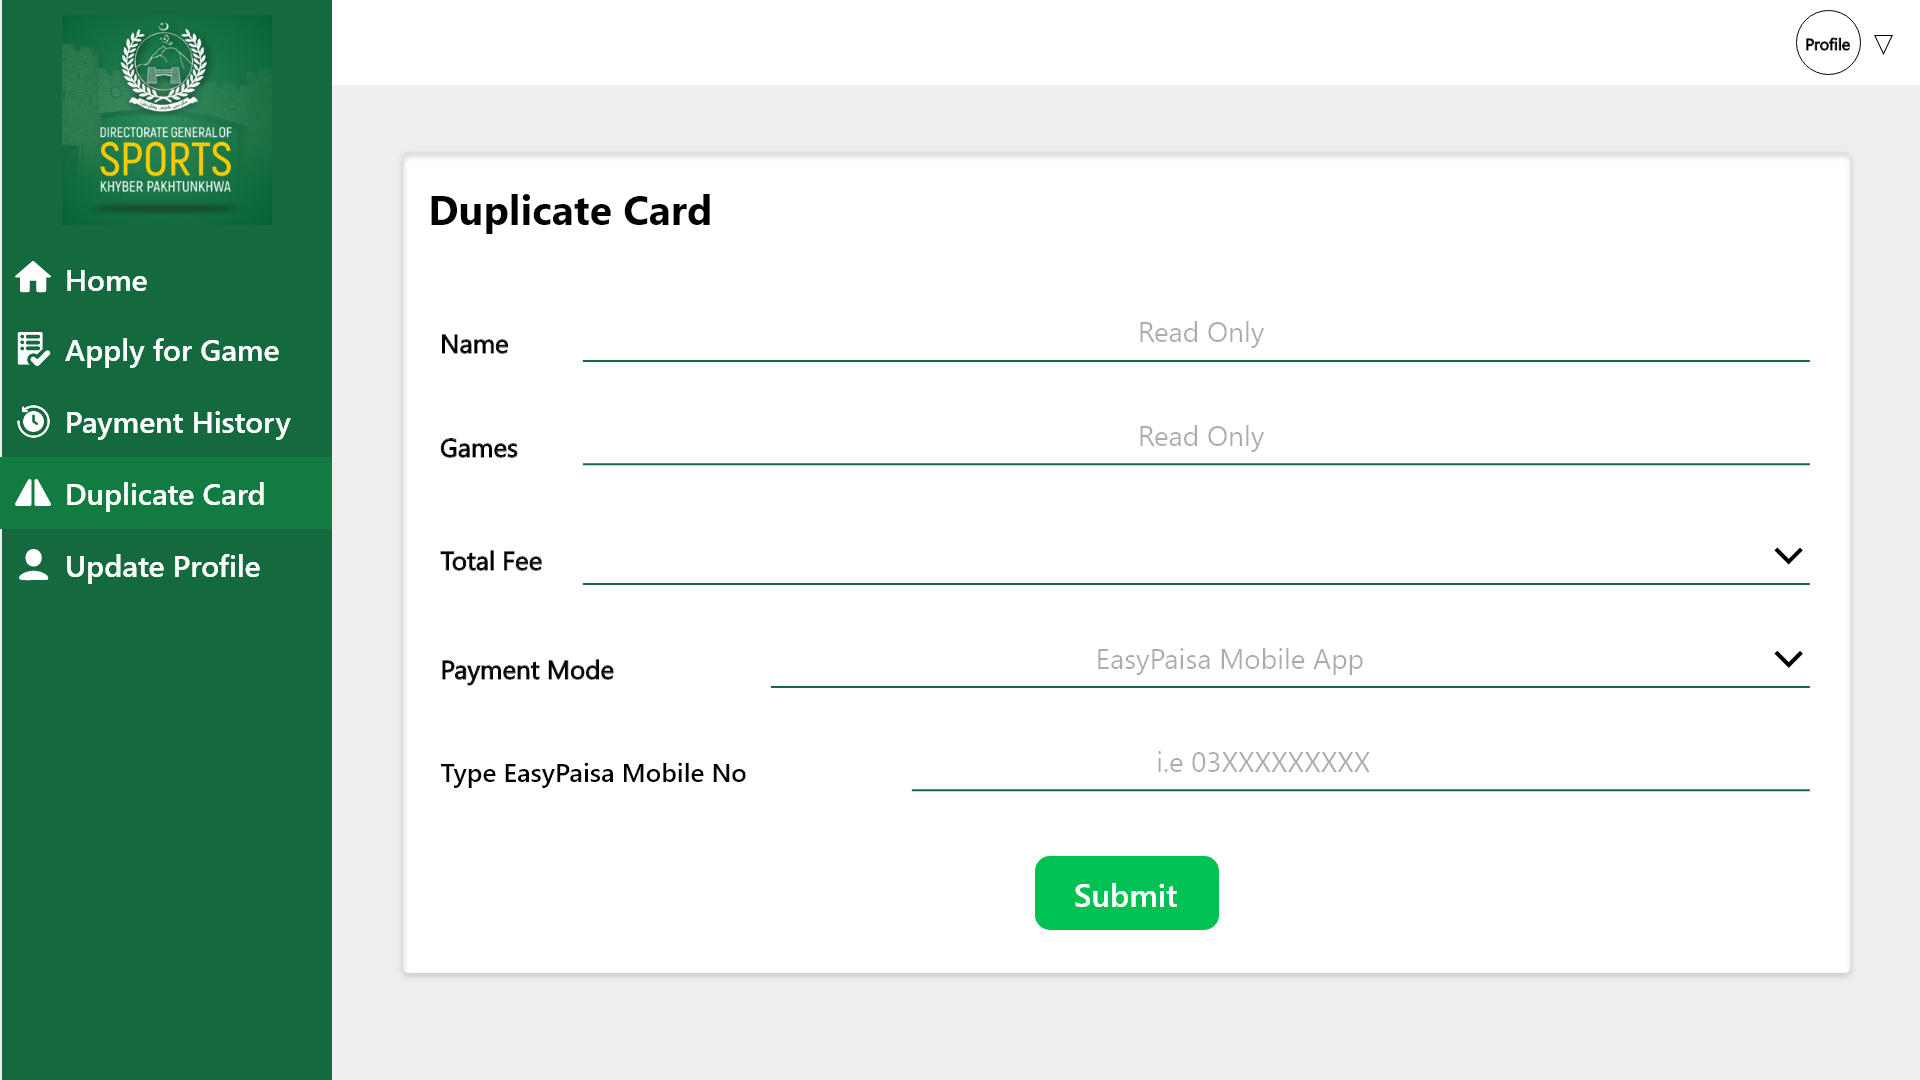 DIRECTORATE GENERAL OF
SPORTS
KHYBER PAKHTUNKHWA
Home
Apply for Game
Payment History
Duplicate Card
Update Profile
Profile
Duplicate Card
Name
Read Only
Games
Read Only
Total Fee
Payment Mode
EasyPaisa Mobile App
Type EasyPaisa Mobile No
i.e 03XXXXXXXXX
Submit